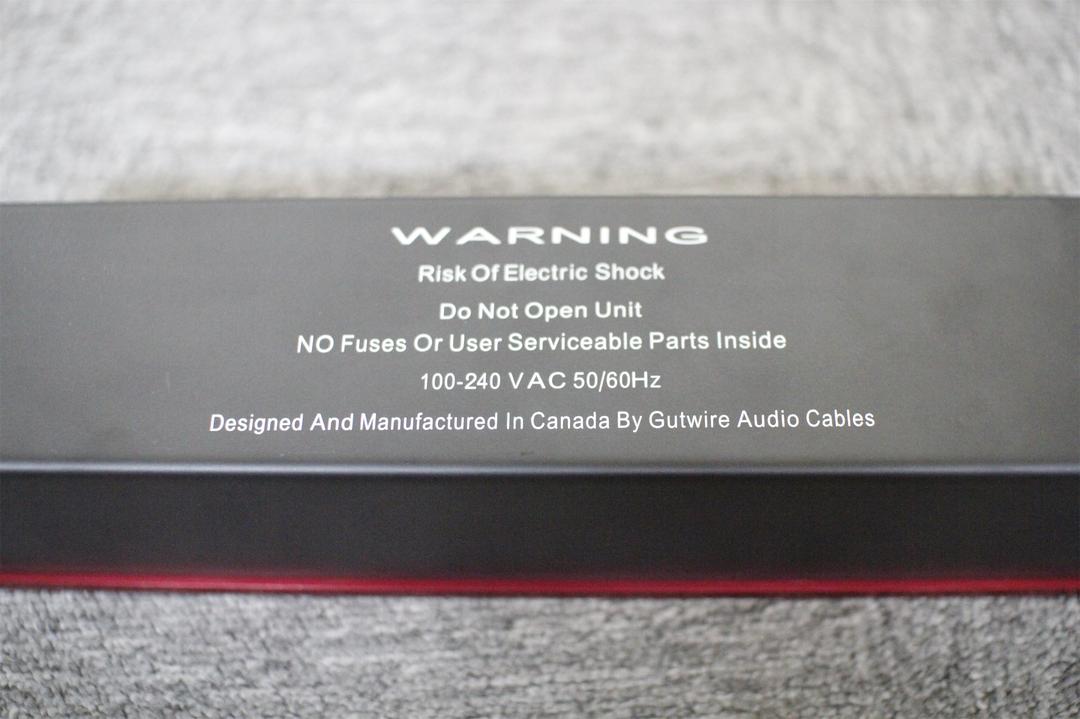 WARNING
Risk Of Electric Shock
Do Not Open Unit
NO Fuses Or User Serviceable Parts Inside
100-240 VAC 50/60Hz
Designed And Manufactured In Canada By Gutwire Audio Cables